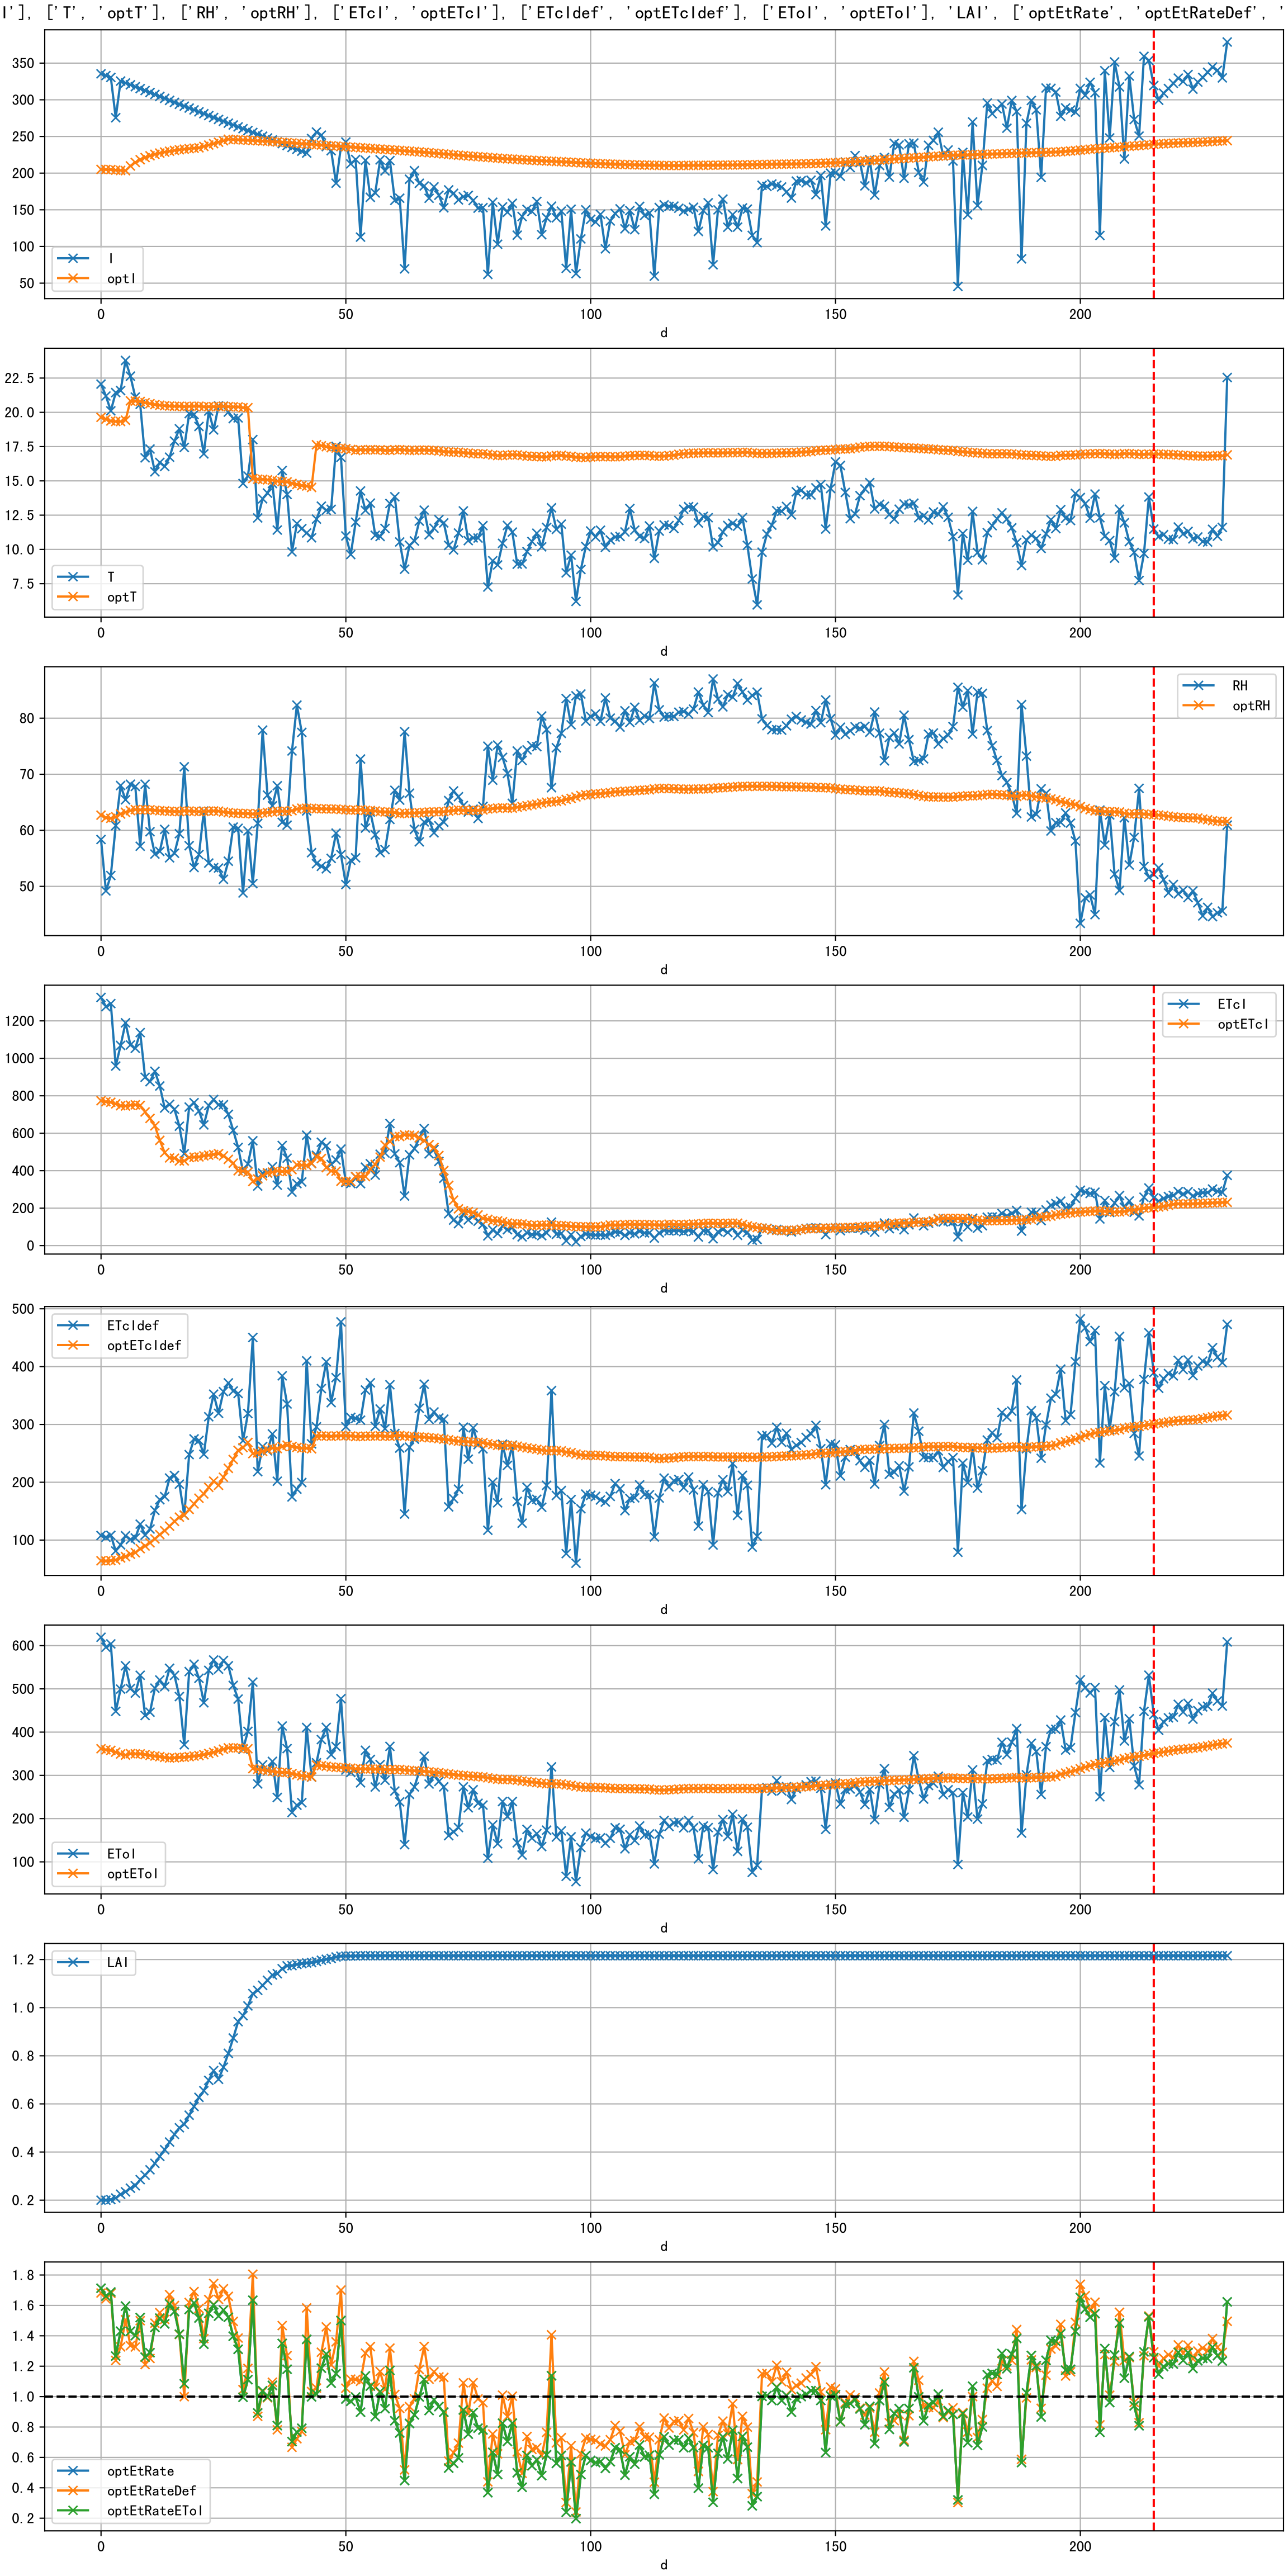 I'], ['T', 'optT'], ['RH', 'optRH'], ['ETcI', 'optETcI'], ['ETcIdef', 'optETcIdef'], ['EToI', 'optEToI'], 'LAI', ['optEtRate', 'optEtRateDef', '
350
300
250
200
150
100
50
I
optI
0 50 100 150 200
d
22.5
20.0
17.5
15.0
12.5
10.0
7.5
T
optT
0 50 100 150 200
d
80
70
60
50
RH
optRH
0 50 100 150 200
d
1200
1000
800
600
400
200
0
ETcI
optETcI
0 50 100 150 200
d
500
400
300
200
100
ETcIdef
optETcIdef
0 50 100 150 200
d
600
500
400
300
200
100
EToI
optEToI
0 50 100 150 200
d
1.2
1.0
0.8
0.6
0.4
0.2
LAI
0 50 100 150 200
d
1.8
1.6
1.4
1.2
1.0
0.8
0.6
0.4
0.2
optEtRate
optEtRateDef
optEtRateEToI
0 50 100 150 200
d